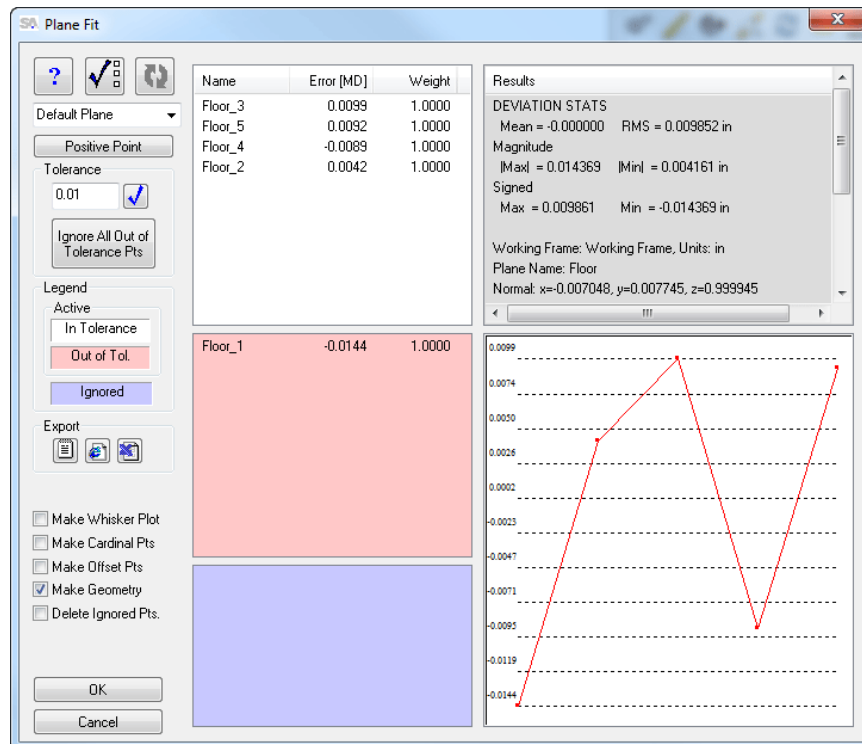 SA Plane Fit
?
Default Plane
Positive Point
Tolerance
0.01
Ignore All Out of
Tolerance Pts
Legend
Active
In Tolerance
Out of Tol.
Ignored
Export
Make Whisker Plot
Make Cardinal Pts
Make Offset Pts
Make Geometry
Delete Ignored Pts.
OK
Cancel
Name Error [MD] Weight
Floor_3 0.0099 1.0000
Floor_5 0.0092 1.0000
Floor_4 -0.0089 1.0000
Floor_2 0.0042 1.0000
Floor_1 -0.0144 1.0000
Results
DEVIATION STATS
Mean = -0.000000 RMS = 0.009852 in
Magnitude
|Max| = 0.014369 |Min| = 0.004161 in
Signed
Max = 0.009861 Min = -0.014369 in
Working Frame: Working Frame, Units: in
Plane Name: Floor
Normal: x=-0.007048, y=0.007745, z=0.999945
0.0099
0.0074
0.0050
0.0026
0.0002
-0.0023
-0.0047
-0.0071
-0.0095
-0.0119
-0.0144